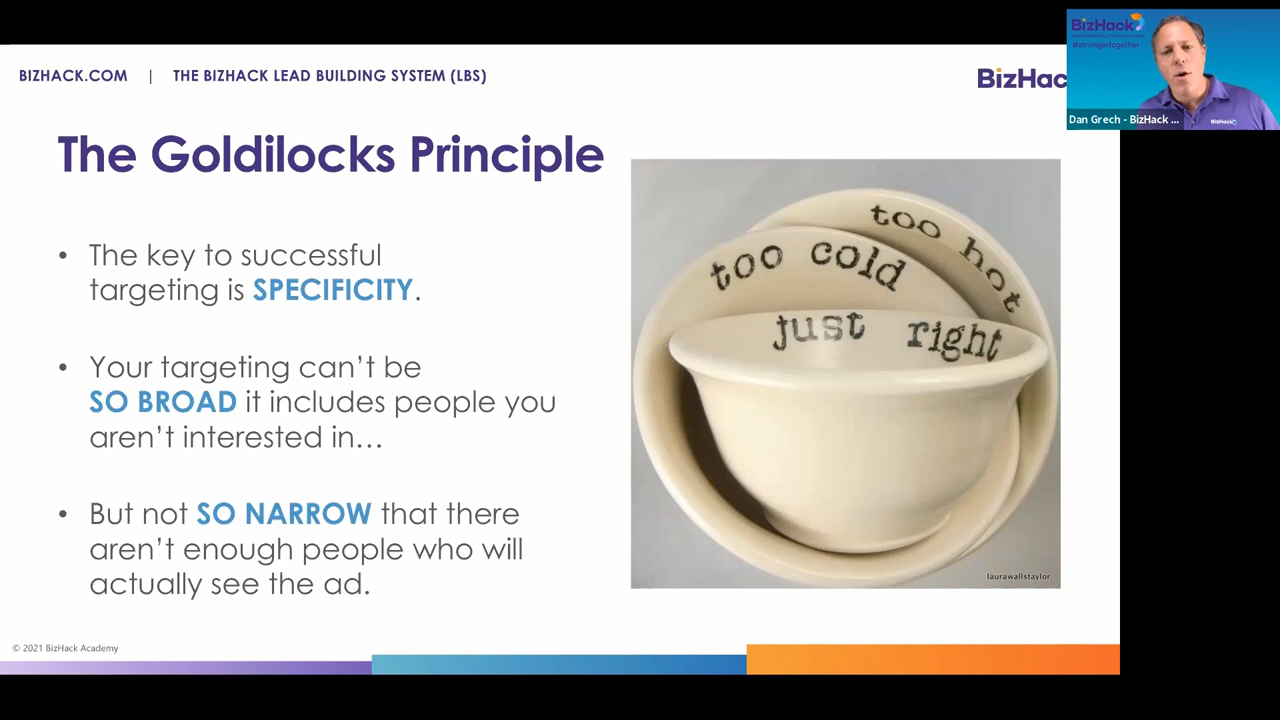 BIZHACK.COM | THE BIZHACK LEAD BUILDING SYSTEM (LBS)
BizHac
BizHack
#strongertogether
Dan Grech - BizHack ...
BizHack
The Goldilocks Principle
• The key to successful
targeting is SPECIFICITY.
• Your targeting can't be
SO BROAD it includes people you
aren't interested in…
• But not SO NARROW that there
aren't enough people who will
actually see the ad.
too hot
too cold
just right
laurawallstaylor
© 2021 BizHack Academy